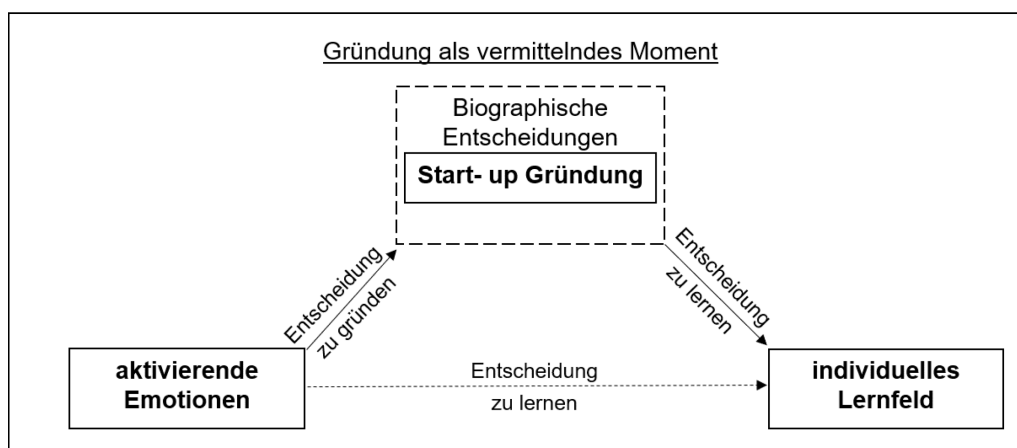 Gründung als vermittelndes Moment
Biographische
Entscheidungen
Start- up Gründung
Entscheidung
zu gründen
Entscheidung
zu lernen
aktivierende
Emotionen
Entscheidung
zu lernen
individuelles
Lernfeld